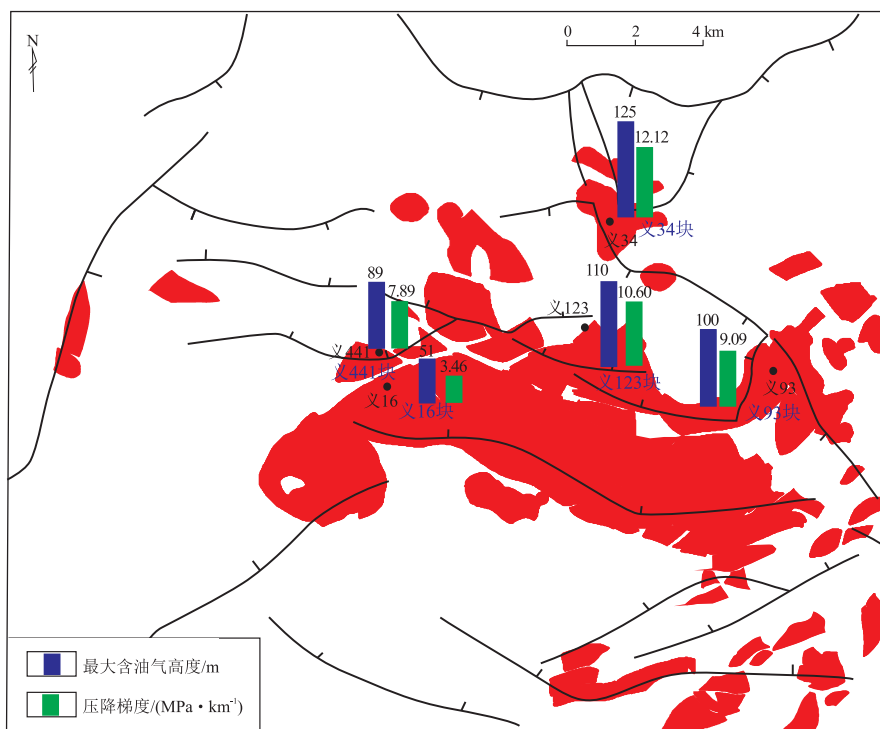 N
0 2 4 km
125
12.12
义34
义34块
110
10.60
义123
义123块
89
7.89
义441
义441块
100
9.09
义93
义93块
51
3.46
义16
义16块
最大含油气高度/m
压降梯度/(MPa·km⁻¹)